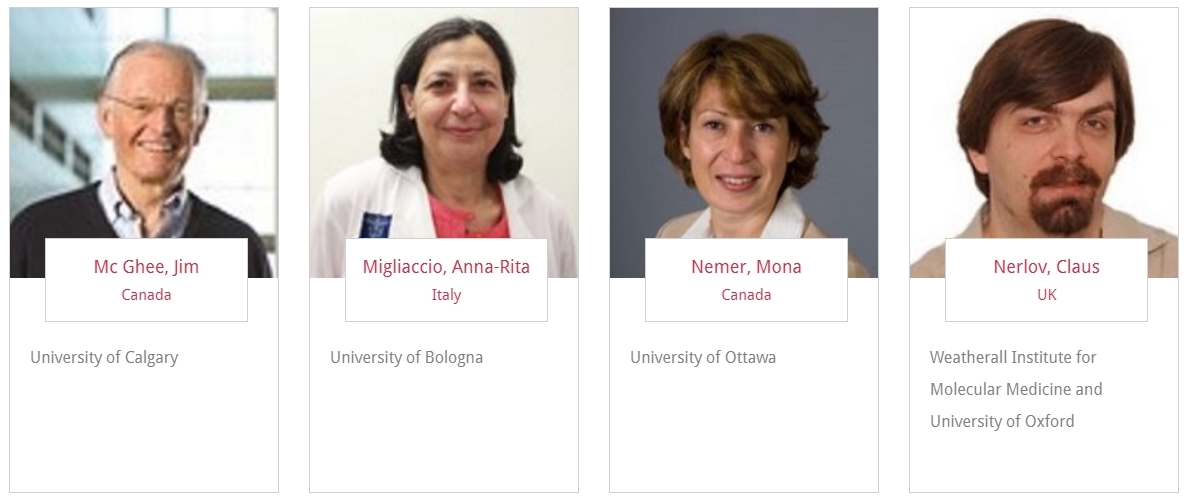 Mc Ghee, Jim
Canada
University of Calgary
Migliaccio, Anna-Rita
Italy
University of Bologna
Nemer, Mona
Canada
University of Ottawa
Nerlov, Claus
UK
Weatherall Institute for
Molecular Medicine and
University of Oxford